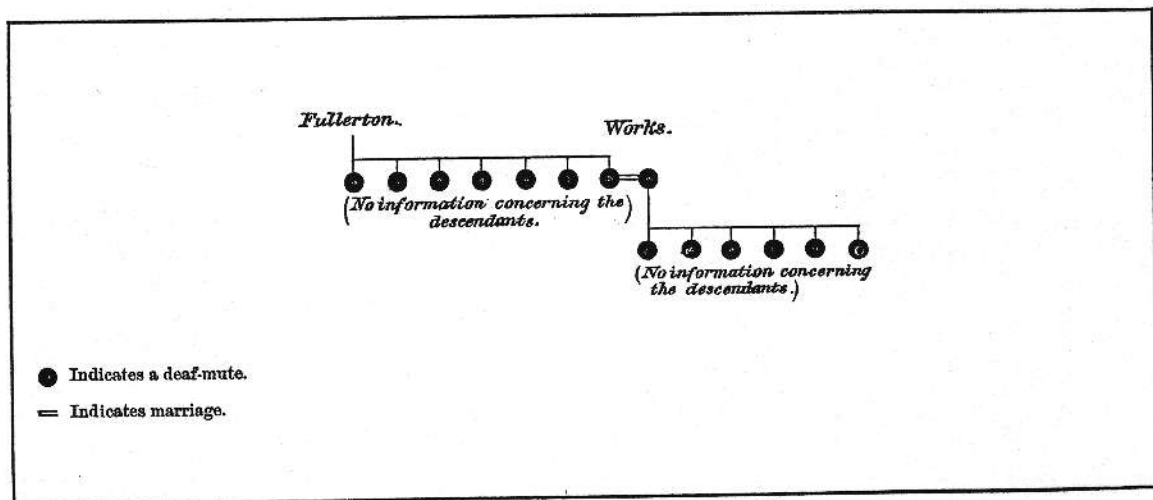 Fullerton.
Works.
(No information concerning the
descendants.)
(No information concerning
the descendants.)
Indicates a deaf-mute.
Indicates marriage.